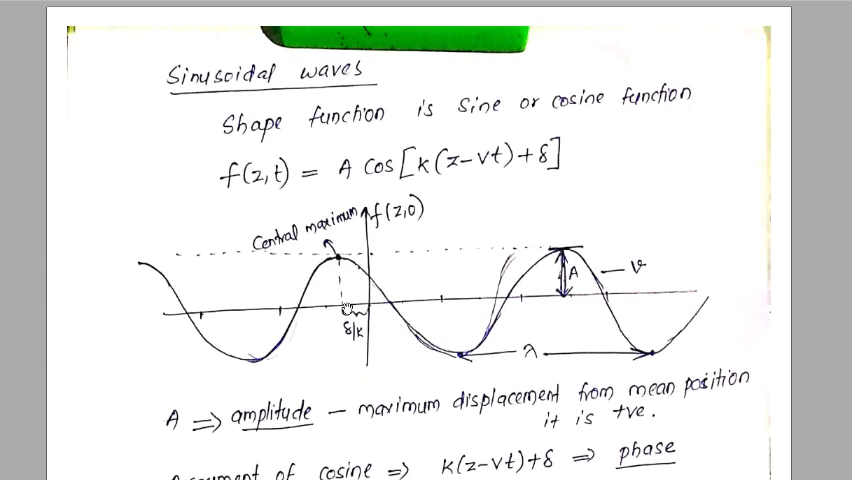 Sinusoidal waves
Shape function is sine or cosine function
f(z,t) = A cos[k(z-vt)+δ]
Central maximum
f(z,0)
A
v
δ/k
λ
A ⇒ amplitude - maximum displacement from mean position
it is +ve.
Argument of cosine ⇒ k(z-vt)+δ ⇒ phase